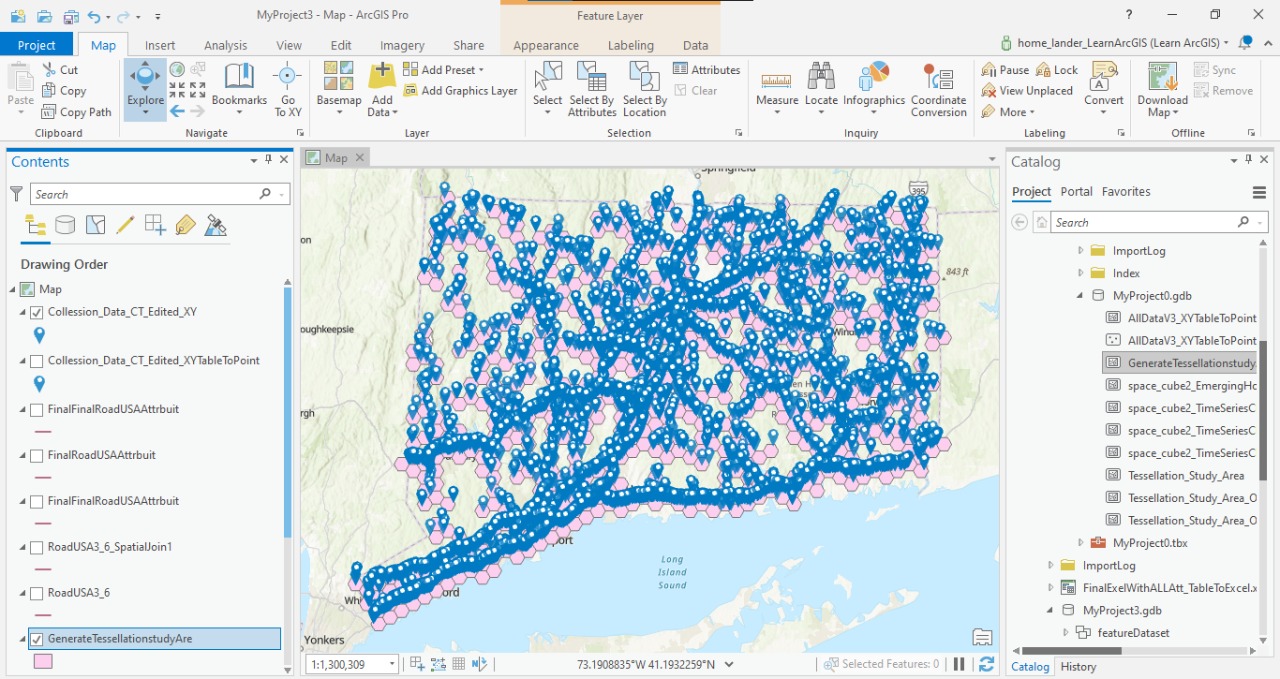 MyProject3 - Map - ArcGIS Pro
Feature Layer
?
Project
Map
Insert
Analysis
View
Edit
Imagery
Share
Appearance
Labeling
Data
home_lander_LearnArcGIS (Learn ArcGIS)
Paste
Cut
Copy
Copy Path
Clipboard
Explore
Bookmarks
Go
To XY
Navigate
Basemap
Add
Data
Add Preset
Add Graphics Layer
Layer
Select
Select By
Attributes
Select By
Location
Attributes
Clear
Selection
Measure
Locate
Infographics
Coordinate
Conversion
Inquiry
Pause
Lock
View Unplaced
More
Convert
Labeling
Download
Map
Sync
Remove
Offline
Contents
Search
Drawing Order
Map
Collession_Data_CT_Edited_XY
Collession_Data_CT_Edited_XYTableToPoint
FinalFinalRoadUSAAttrbuit
FinalRoadUSAAttrbuit
FinalFinalRoadUSAAttrbuit
RoadUSA3_6_SpatialJoin1
RoadUSA3_6
GenerateTessellationstudyAre
Map
Springfield
395
on
843 ft
oughkeepsie
Wind
rgh
port
Long
Island
Sound
ord
Whi
Yonkers
1:1,300,309
73.1908835°W 41.1932259°N
Selected Features: 0
Catalog
Project
Portal
Favorites
Search
ImportLog
Index
MyProject0.gdb
AllDataV3_XYTableToPoint
AllDataV3_XYTableToPoint
GenerateTessellationstudy
space_cube2_EmergingHo
space_cube2_TimeSeriesC
space_cube2_TimeSeriesC
space_cube2_TimeSeriesC
Tessellation_Study_Area
Tessellation_Study_Area_O
Tessellation_Study_Area_O
MyProject0.tbx
ImportLog
FinalExelWithALLAtt_TableToExcel.x
MyProject3.gdb
featureDataset
Catalog
History